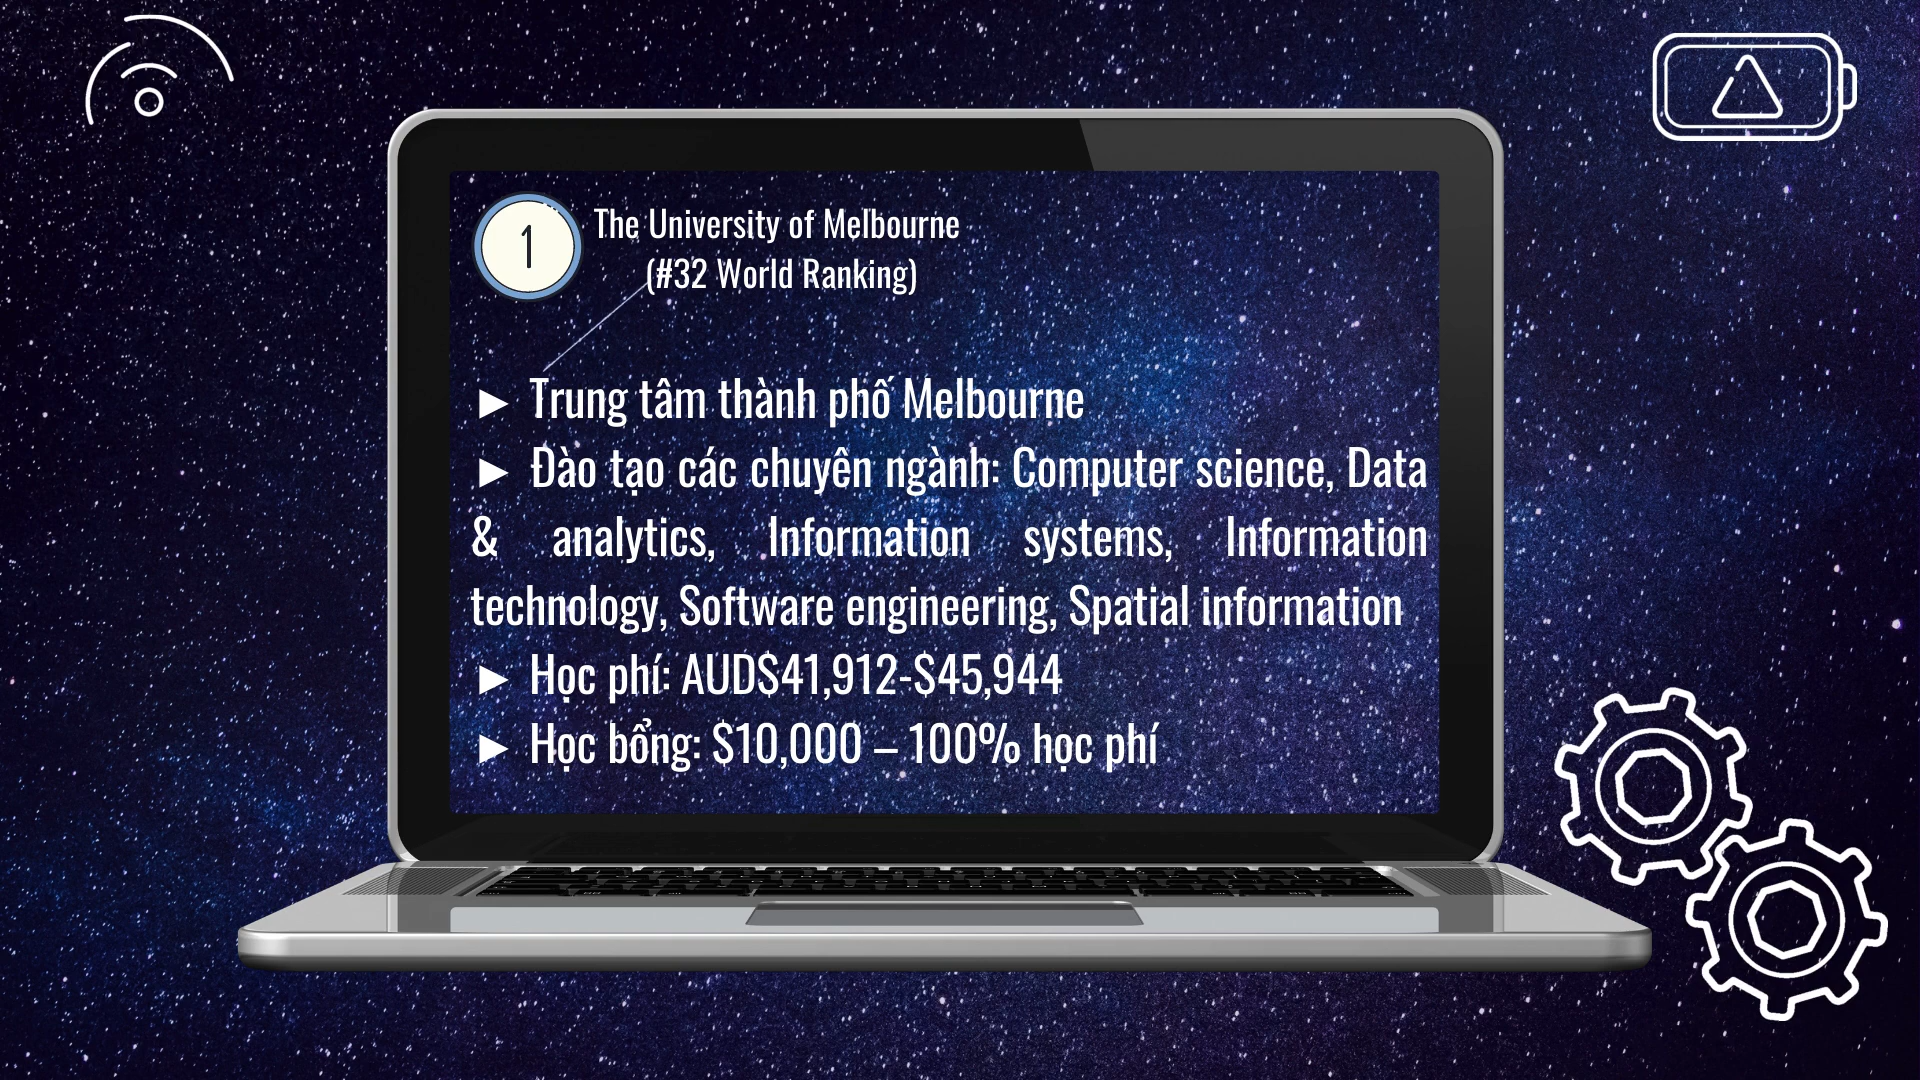 1
The University of Melbourne
(#32 World Ranking)
► Trung tâm thành phố Melbourne
► Đào tạo các chuyên ngành: Computer science, Data
& analytics, Information systems, Information
technology, Software engineering, Spatial information
► Học phí: AUD$41,912-$45,944
► Học bổng: $10,000 – 100% học phí